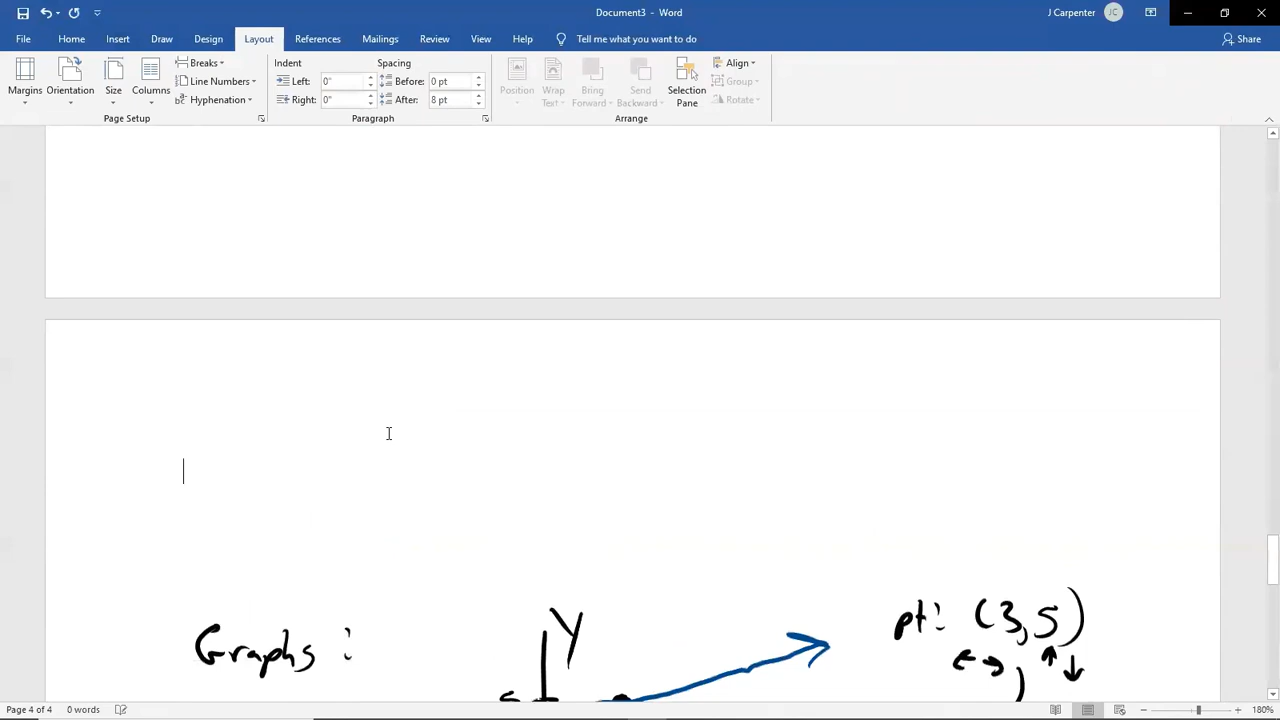 Document3 - Word
J Carpenter
JC
File
Home
Insert
Draw
Design
Layout
References
Mailings
Review
View
Help
Tell me what you want to do
Share
Margins
Orientation
Size
Columns
Breaks
Line Numbers
Hyphenation
Page Setup
Indent
Left: 0"
Right: 0"
Spacing
Before: 0 pt
After: 8 pt
Paragraph
Position
Wrap Text
Bring Forward
Send Backward
Selection Pane
Align
Group
Rotate
Arrange
Graphs :
Y
pt: (3,5)
Page 4 of 4
0 words
180%